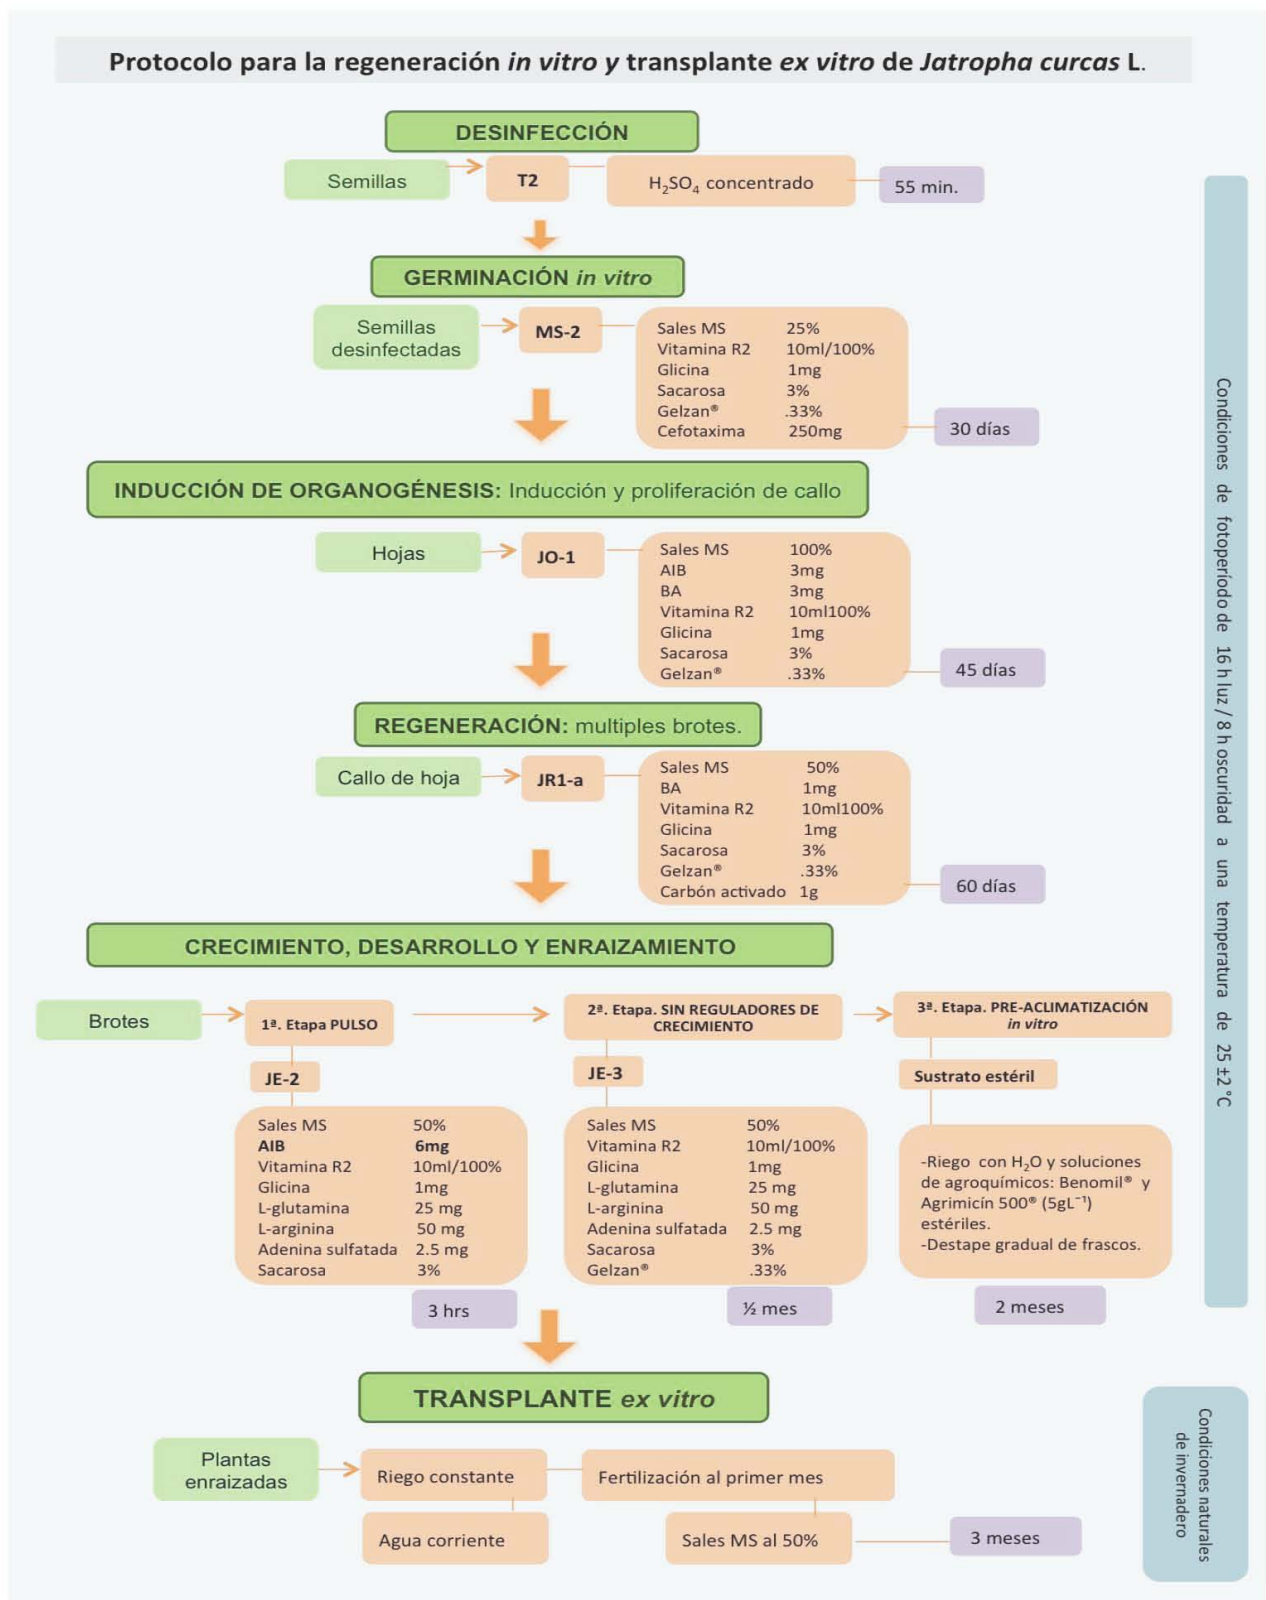 Protocolo para la regeneración in vitro y transplante ex vitro de Jatropha curcas L.
DESINFECCIÓN
Semillas
T2
H₂SO₄ concentrado
55 min.
GERMINACIÓN in vitro
Semillas
desinfectadas
MS-2
Sales MS 25%
Vitamina R2 10ml/100%
Glicina 1mg
Sacarosa 3%
Gelzan® .33%
Cefotaxima 250mg
30 días
INDUCCIÓN DE ORGANOGÉNESIS: Inducción y proliferación de callo
Hojas
JO-1
Sales MS 100%
AIB 3mg
BA 3mg
Vitamina R2 10ml100%
Glicina 1mg
Sacarosa 3%
Gelzan® .33%
45 días
REGENERACIÓN: multiples brotes.
Callo de hoja
JR1-a
Sales MS 50%
BA 1mg
Vitamina R2 10ml100%
Glicina 1mg
Sacarosa 3%
Gelzan® .33%
Carbón activado 1g
60 días
CRECIMIENTO, DESARROLLO Y ENRAIZAMIENTO
Brotes
1ª. Etapa PULSO
JE-2
Sales MS 50%
AIB 6mg
Vitamina R2 10ml/100%
Glicina 1mg
L-glutamina 25 mg
L-arginina 50 mg
Adenina sulfatada 2.5 mg
Sacarosa 3%
3 hrs
2ª. Etapa. SIN REGULADORES DE
CRECIMIENTO
JE-3
Sales MS 50%
Vitamina R2 10ml/100%
Glicina 1mg
L-glutamina 25 mg
L-arginina 50 mg
Adenina sulfatada 2.5 mg
Sacarosa 3%
Gelzan® .33%
½ mes
3ª. Etapa. PRE-ACLIMATIZACIÓN
in vitro
Sustrato estéril
-Riego con H₂O y soluciones
de agroquímicos: Benomil® y
Agrimicín 500® (5gL⁻¹)
estériles.
-Destape gradual de frascos.
2 meses
TRANSPLANTE ex vitro
Plantas
enraizadas
Riego constante
Fertilización al primer mes
Agua corriente
Sales MS al 50%
3 meses
Condiciones de fotoperíodo de 16 h luz / 8 h oscuridad a una temperatura de 25 ±2 °C
Condiciones naturales
de invernadero